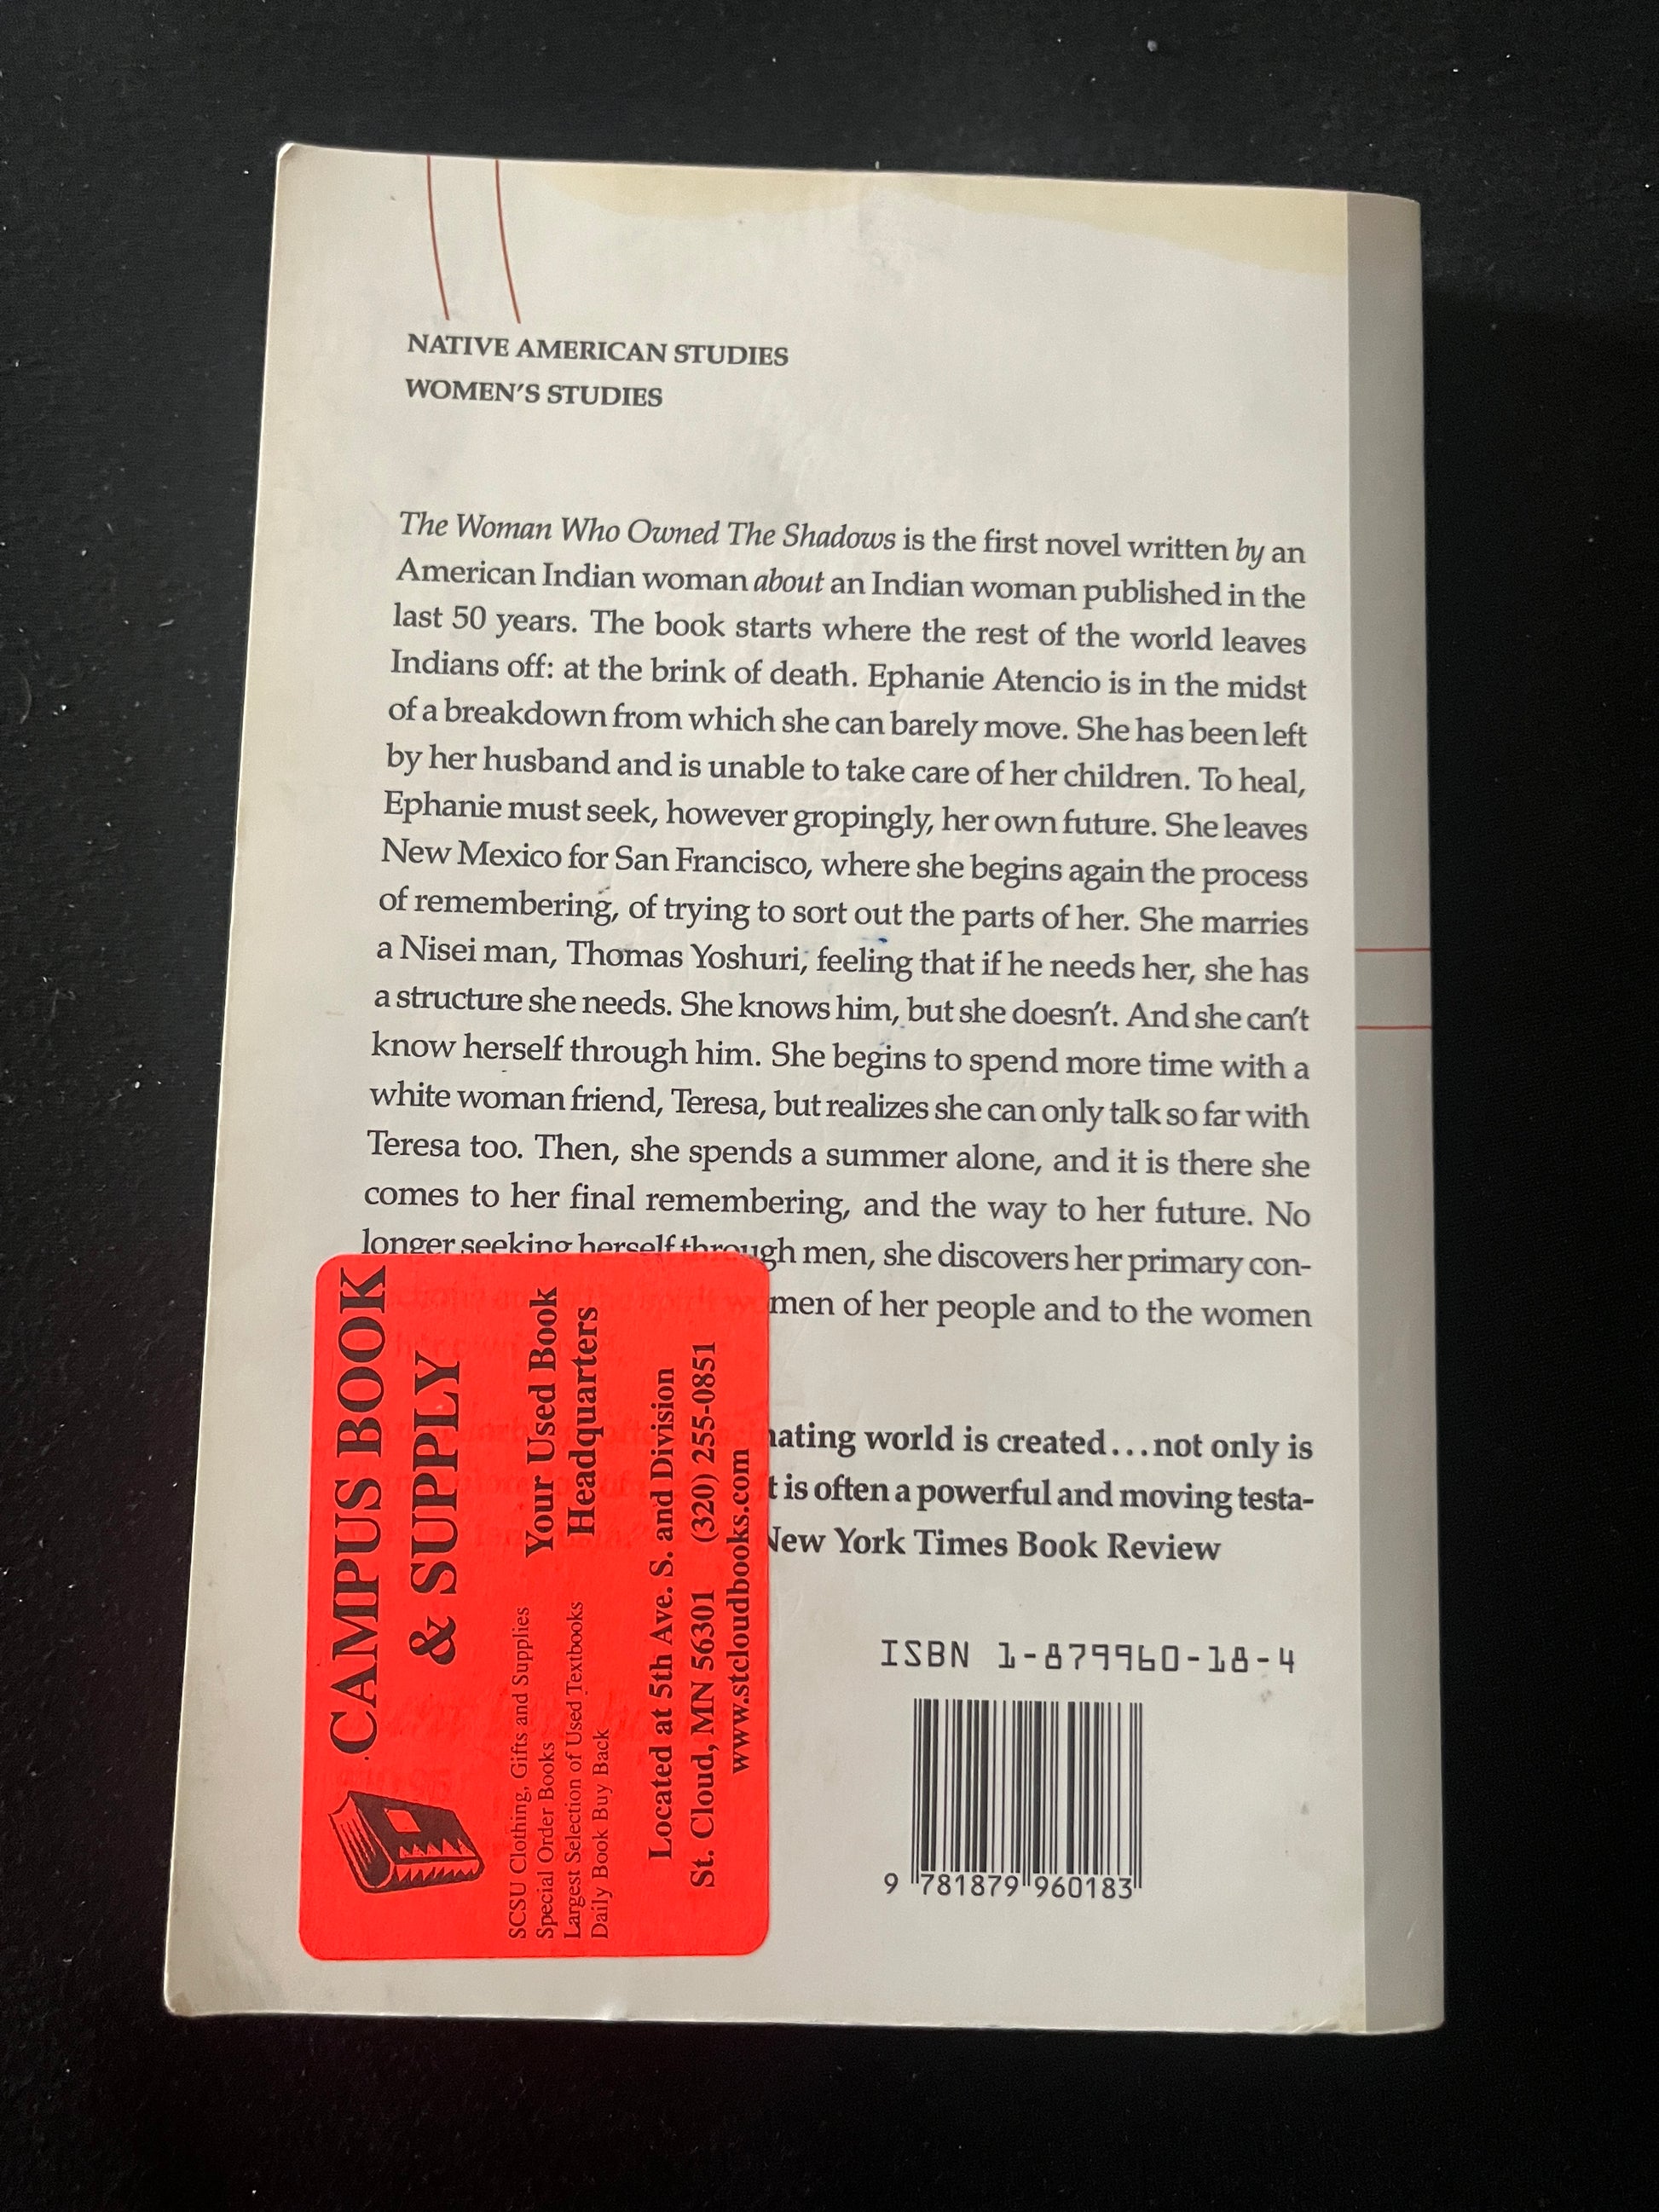 NATIVE AMERICAN STUDIES
WOMEN'S STUDIES
The Woman Who Owned The Shadows is the first novel written by an
American Indian woman about an Indian woman published in the
last 50 years. The book starts where the rest of the world leaves
Indians off: at the brink of death. Ephanie Atencio is in the midst
of a breakdown from which she can barely move. She has been left
by her husband and is unable to take care of her children. To heal,
Ephanie must seek, however gropingly, her own future. She leaves
New Mexico for San Francisco, where she begins again the process
of remembering, of trying to sort out the parts of her. She marries
a Nisei man, Thomas Yoshuri, feeling that if he needs her, she has
a structure she needs. She knows him, but she doesn't. And she can't
know herself through him. She begins to spend more time with a
white woman friend, Teresa, but realizes she can only talk so far with
Teresa too. Then, she spends a summer alone, and it is there she
comes to her final remembering, and the way to her future. No
longer seeking herself through men, she discovers her primary con-
women of her people and to the women
world is created...not only is
is often a powerful and moving testa-
New York Times Book Review
ISBN 1-879960-18-4
9 781879 960183
CAMPUS BOOK
& SUPPLY
Your Used Book
Headquarters
SCSU Clothing, Gifts and Supplies
Special Order Books
Largest Selection of Used Textbooks
Daily Book Buy Back
Located at 5th Ave. S. and Division
St. Cloud, MN 56301 (320) 255-0851
www.stcloudbooks.com